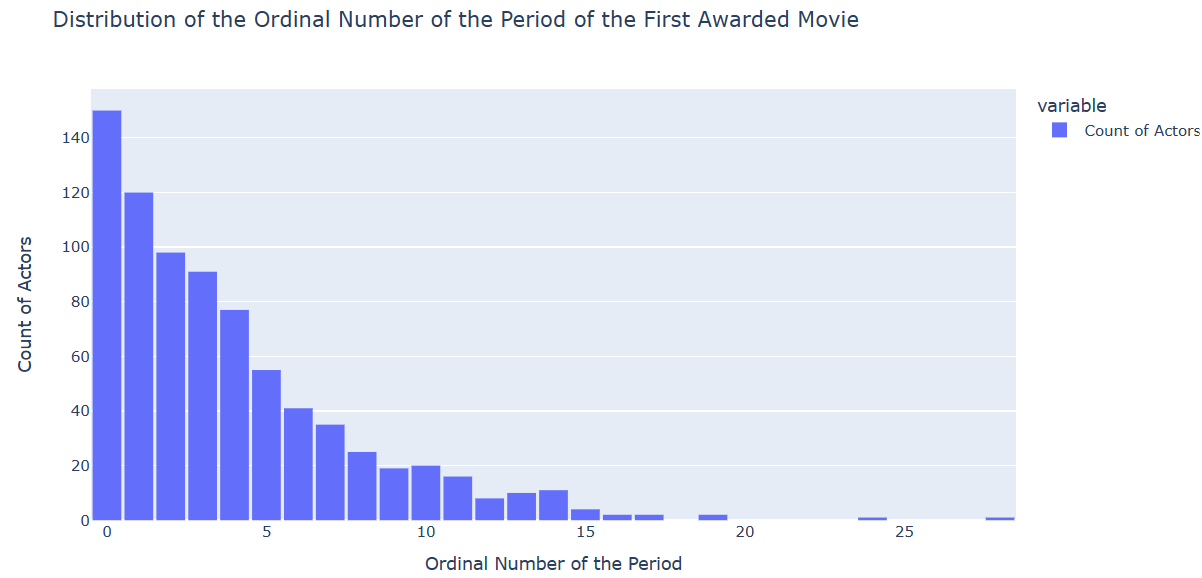 Distribution of the Ordinal Number of the Period of the First Awarded Movie
variable
Count of Actors
140
120
100
80
60
40
20
0
Count of Actors
0 5 10 15 20 25
Ordinal Number of the Period